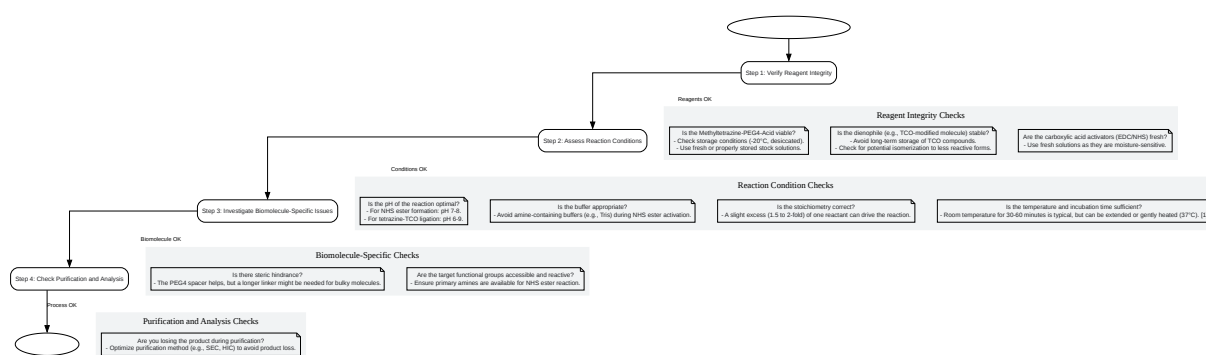 Step 1: Verify Reagent Integrity
Reagents OK
Reagent Integrity Checks
Is the Methyltetrazine-PEG4-Acid viable?
- Check storage conditions (-20°C, desiccated).
- Use fresh or properly stored stock solutions.
Is the dienophile (e.g., TCO-modified molecule) stable?
- Avoid long-term storage of TCO compounds.
- Check for potential isomerization to less reactive forms.
Are the carboxylic acid activators (EDC/NHS) fresh?
- Use fresh solutions as they are moisture-sensitive.
Step 2: Assess Reaction Conditions
Conditions OK
Reaction Condition Checks
Is the pH of the reaction optimal?
- For NHS ester formation: pH 7-8.
- For tetrazine-TCO ligation: pH 6-9.
Is the buffer appropriate?
- Avoid amine-containing buffers (e.g., Tris) during NHS ester activation.
Is the stoichiometry correct?
- A slight excess (1.5 to 2-fold) of one reactant can drive the reaction.
Is the temperature and incubation time sufficient?
- Room temperature for 30-60 minutes is typical, but can be extended or gently heated (37°C). [1
Step 3: Investigate Biomolecule-Specific Issues
Biomolecule OK
Biomolecule-Specific Checks
Is there steric hindrance?
- The PEG4 spacer helps, but a longer linker might be needed for bulky molecules.
Are the target functional groups accessible and reactive?
- Ensure primary amines are available for NHS ester reaction.
Step 4: Check Purification and Analysis
Process OK
Purification and Analysis Checks
Are you losing the product during purification?
- Optimize purification method (e.g., SEC, HIC) to avoid product loss.